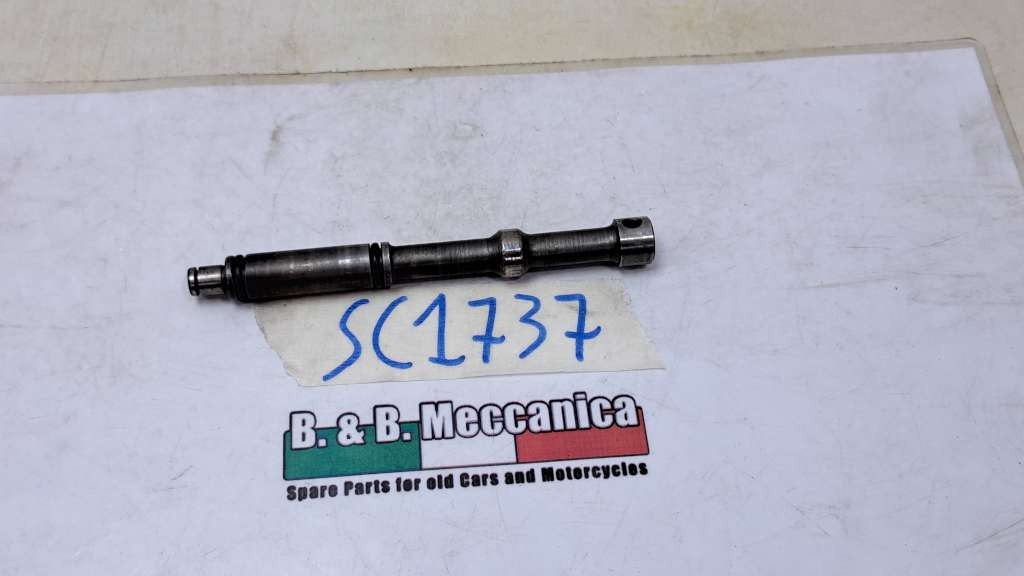 SC1737
B. & B. Meccanica
Spare Parts for old Cars and Motorcycles